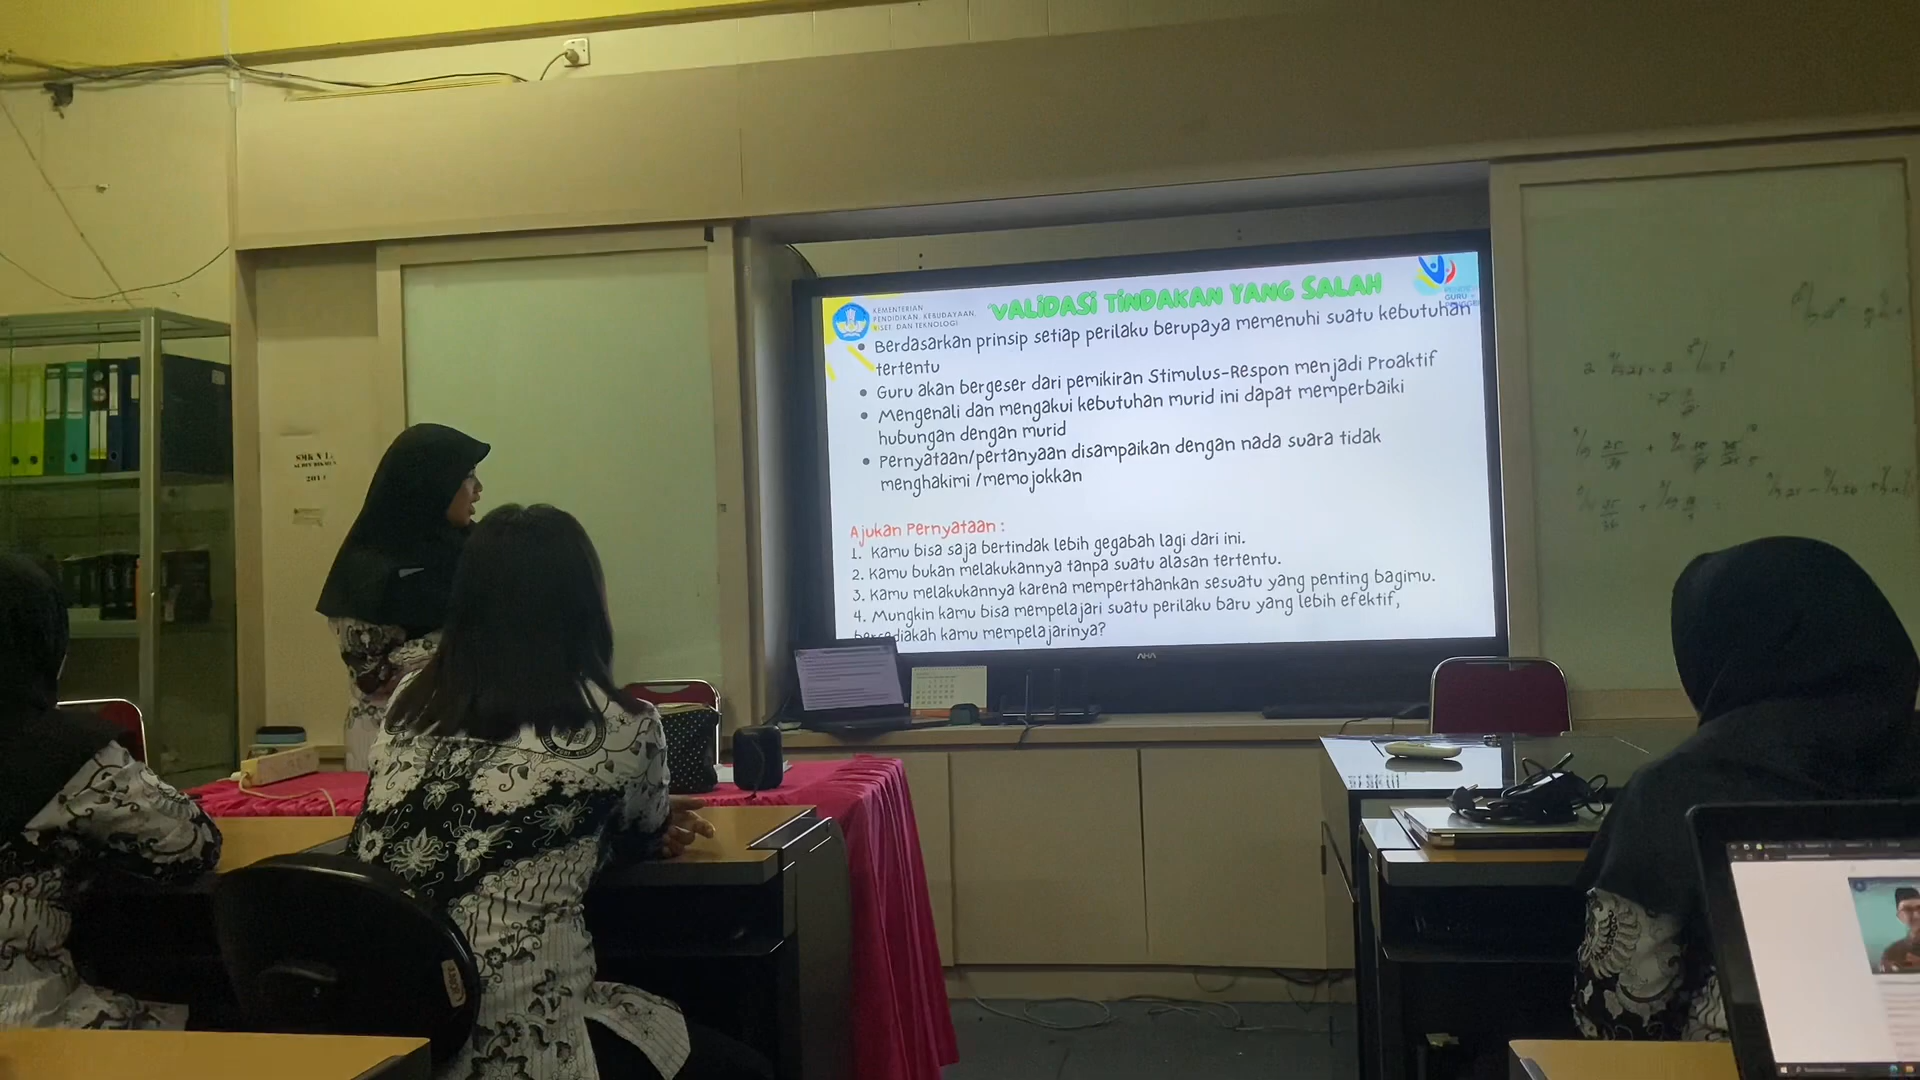 KEMENTERIAN
PENDIDIKAN, KEBUDAYAAN,
RISET, DAN TEKNOLOGI
"VALIDASI TINDAKAN YANG SALAH
GURU
• Berdasarkan prinsip setiap perilaku berupaya memenuhi suatu kebutuhan
tertentu
• Guru akan bergeser dari pemikiran Stimulus-Respon menjadi Proaktif
• Mengenali dan mengakui kebutuhan murid ini dapat memperbaiki
hubungan dengan murid
• Pernyataan/pertanyaan disampaikan dengan nada suara tidak
menghakimi /memojokkan
Ajukan Pernyataan :
1. Kamu bisa saja bertindak lebih gegabah lagi dari ini.
2. Kamu bukan melakukannya tanpa suatu alasan tertentu.
3. Kamu melakukannya karena mempertahankan sesuatu yang penting bagimu.
4. Mungkin kamu bisa mempelajari suatu perilaku baru yang lebih efektif,
bersediakah kamu mempelajarinya?
AHA
SMK N 1